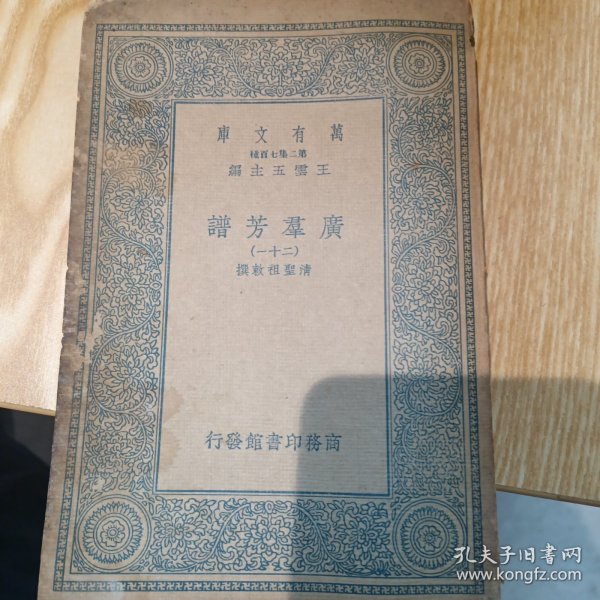 萬有文庫
第二集七百種
王雲五主編
廣羣芳譜
(二十一)
清聖祖敕撰
商務印書館發行
孔夫子旧书网
www.kongfz.com